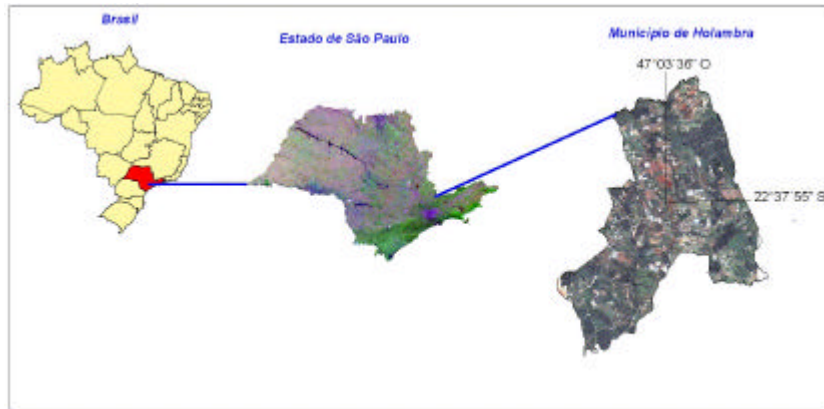 Brasil
Estado de São Paulo
Município de Holambra
47°03'36" O
22°37'55" S